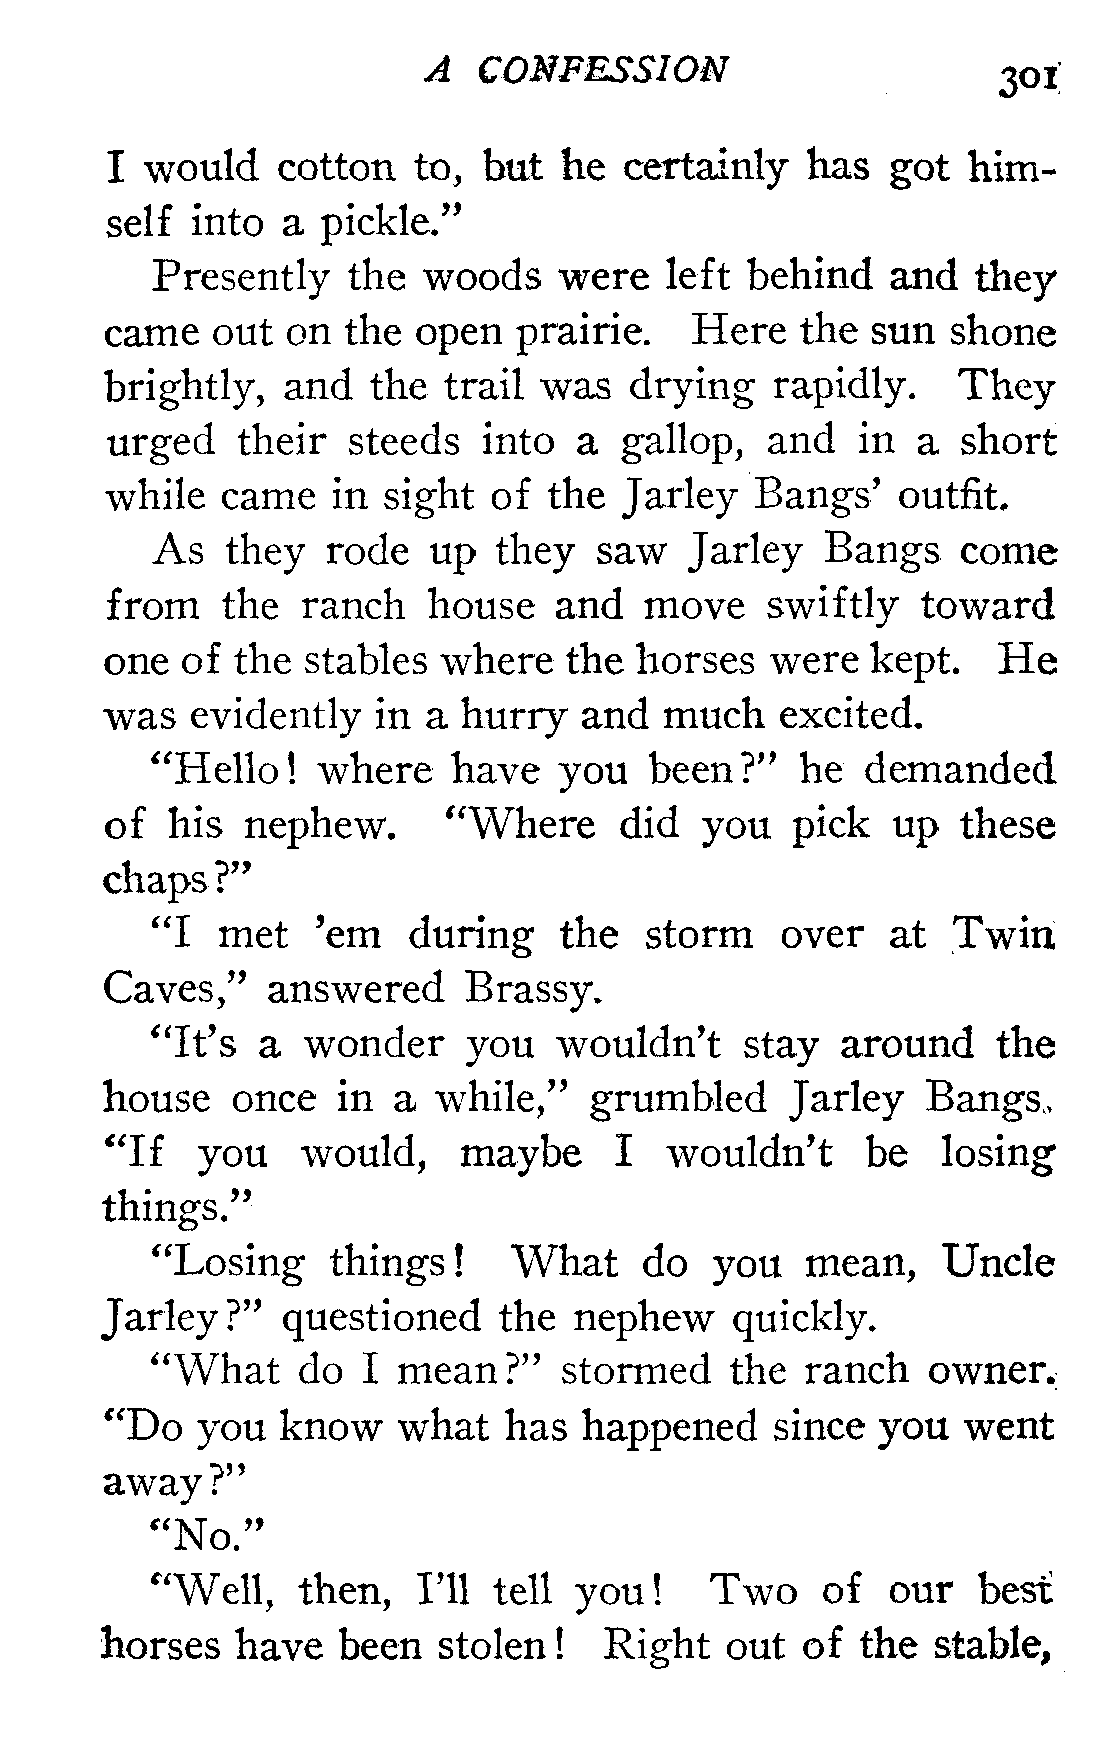 A CONFESSION 301
I would cotton to, but he certainly has got him-
self into a pickle."
Presently the woods were left behind and they
came out on the open prairie. Here the sun shone
brightly, and the trail was drying rapidly. They
urged their steeds into a gallop, and in a short
while came in sight of the Jarley Bangs' outfit.
As they rode up they saw Jarley Bangs come
from the ranch house and move swiftly toward
one of the stables where the horses were kept. He
was evidently in a hurry and much excited.
"Hello! where have you been?" he demanded
of his nephew. "Where did you pick up these
chaps?"
"I met 'em during the storm over at Twin
Caves," answered Brassy.
"It's a wonder you wouldn't stay around the
house once in a while," grumbled Jarley Bangs.
"If you would, maybe I wouldn't be losing
things."
"Losing things! What do you mean, Uncle
Jarley?" questioned the nephew quickly.
"What do I mean?" stormed the ranch owner.
"Do you know what has happened since you went
away?"
"No."
"Well, then, I'll tell you! Two of our best
horses have been stolen! Right out of the stable,